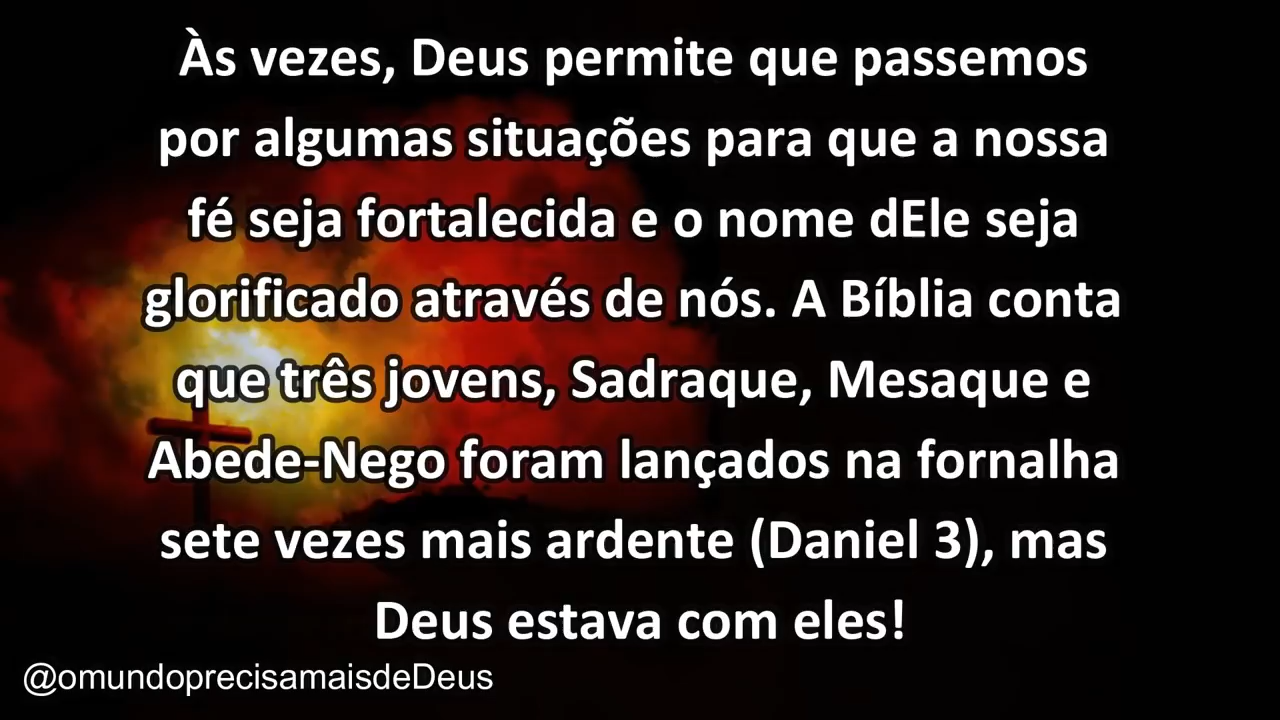 Às vezes, Deus permite que passemos
por algumas situações para que a nossa
fé seja fortalecida e o nome dEle seja
glorificado através de nós. A Bíblia conta
que três jovens, Sadraque, Mesaque e
Abede-Nego foram lançados na fornalha
sete vezes mais ardente (Daniel 3), mas
Deus estava com eles!
@omundoprecisamaisdeDeus